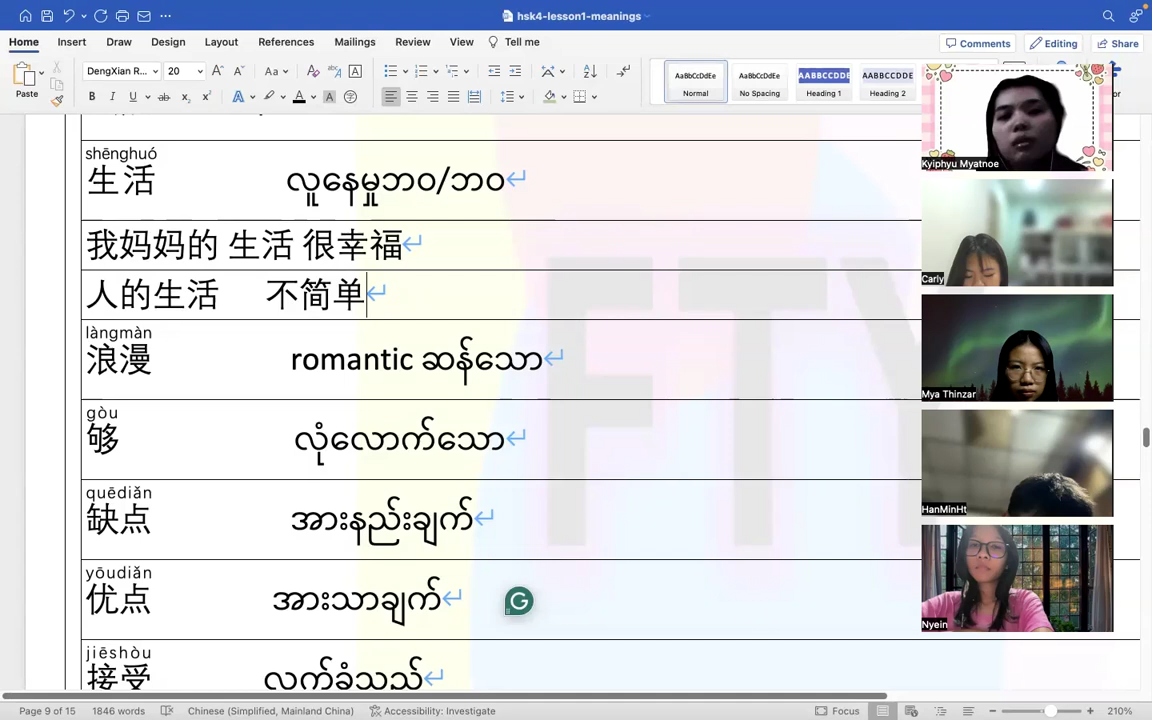 hsk4-lesson1-meanings
Home Insert Draw Design Layout References Mailings Review View Tell me
Comments Editing Share
Paste
DengXian R... 20
Normal No Spacing Heading 1 Heading 2
AaBbCcDdEe AaBbCcDdEe AABBCCDD AABBCCDDE
shēnghuó
生活 လူနေမှုဘဝ/ဘဝ
我妈妈的 生活 很幸福
人的生活 不简单
làngmàn
浪漫 romantic ဆန်သော
gòu
够 လုံလောက်သော
quēdiǎn
缺点 အားနည်းချက်
yōudiǎn
优点 အားသာချက်
jiēshòu
接受 လက်ခံသည်
FTY
Kyiphyu Myatnoe
Carly
Mya Thinzar
HanMinHt
Nyein
Page 9 of 15 1846 words Chinese (Simplified, Mainland China) Accessibility: Investigate Focus 210%